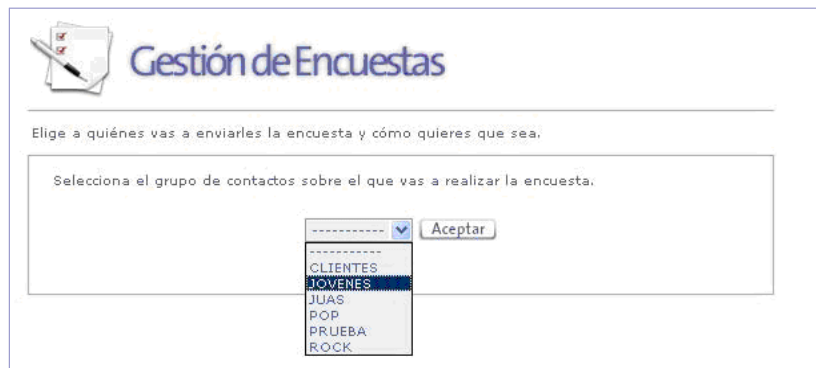 Gestión de Encuestas
Elige a quiénes vas a enviarles la encuesta y cómo quieres que sea.
Selecciona el grupo de contactos sobre el que vas a realizar la encuesta.
----------- Aceptar
-----------
CLIENTES
JOVENES
JUAS
POP
PRUEBA
ROCK